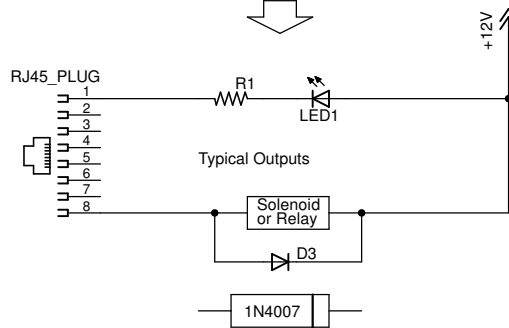 +12V
RJ45_PLUG
1
R1
LED1
2
3
4
5
6
7
8
Typical Outputs
Solenoid
or Relay
D3
1N4007